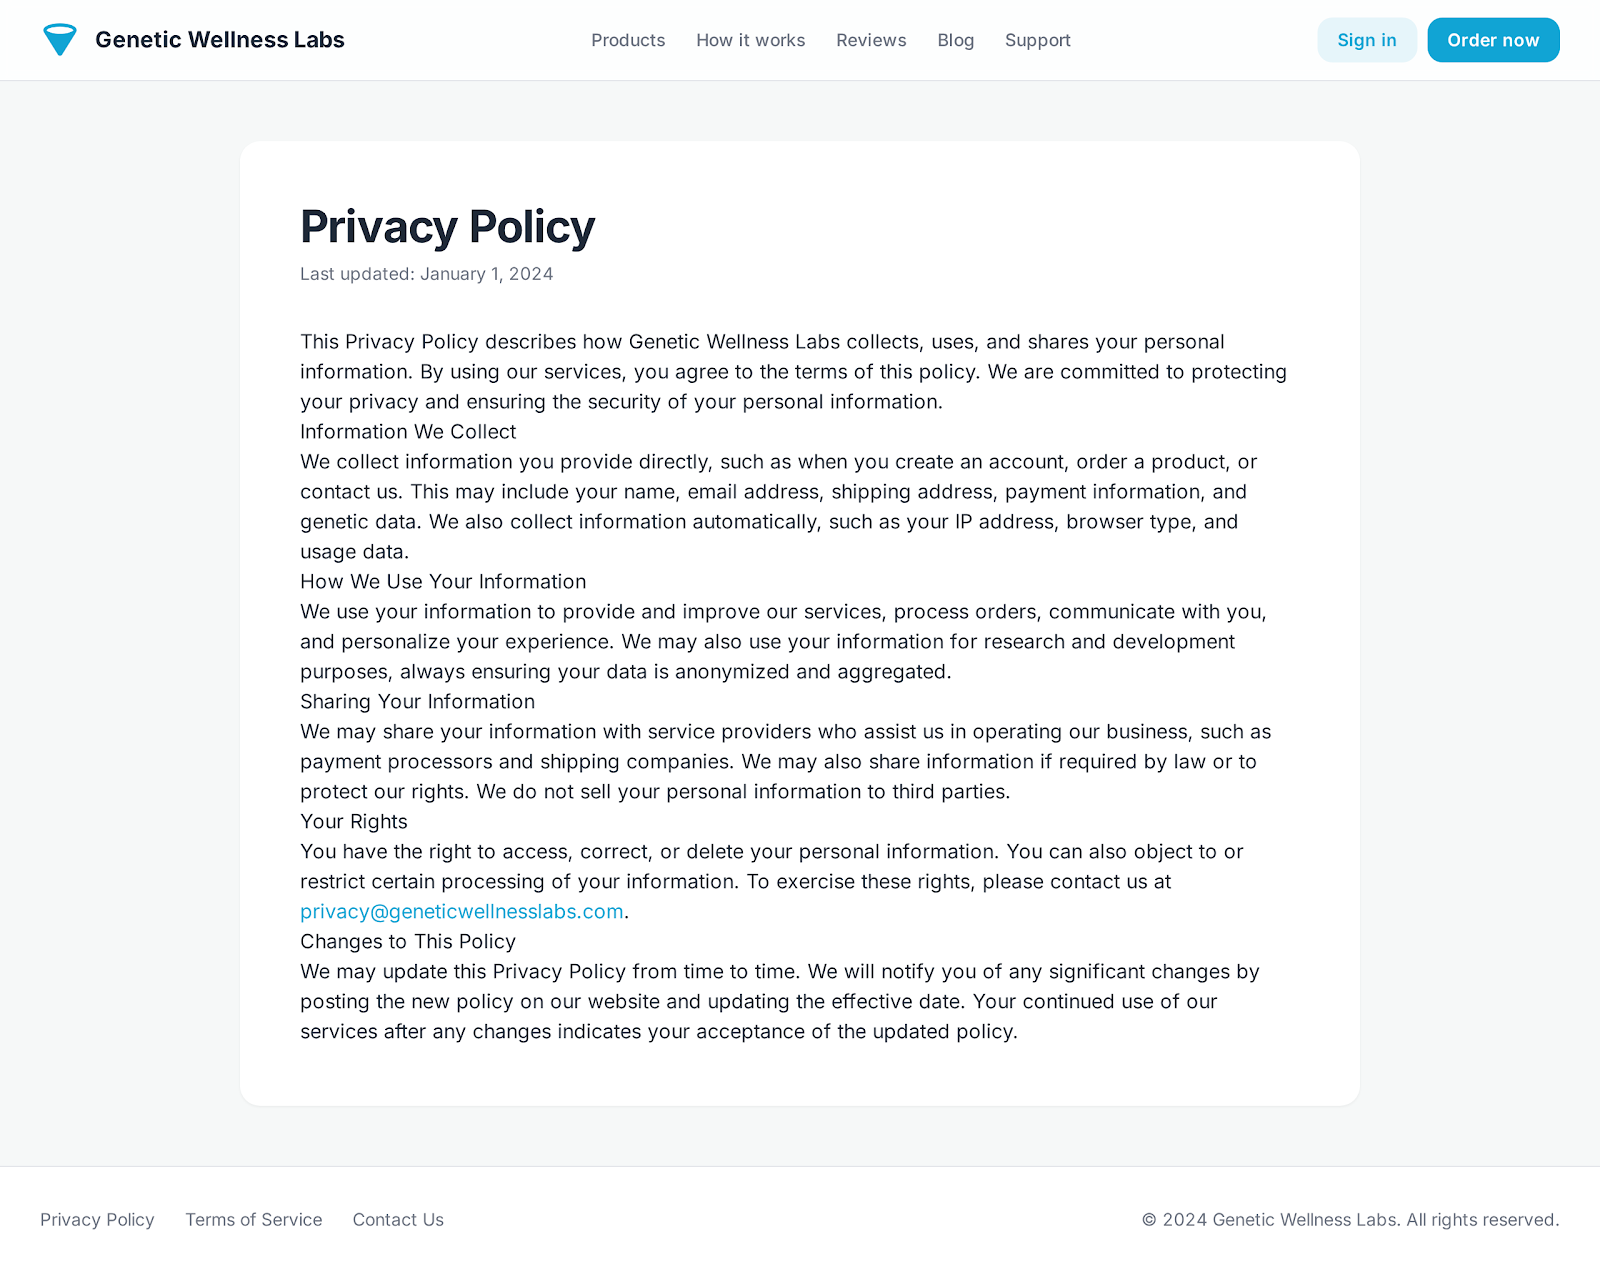 Genetic Wellness Labs
Products
How it works
Reviews
Blog
Support
Sign in
Order now
Privacy Policy
Last updated: January 1, 2024
This Privacy Policy describes how Genetic Wellness Labs collects, uses, and shares your personal
information. By using our services, you agree to the terms of this policy. We are committed to protecting
your privacy and ensuring the security of your personal information.
Information We Collect
We collect information you provide directly, such as when you create an account, order a product, or
contact us. This may include your name, email address, shipping address, payment information, and
genetic data. We also collect information automatically, such as your IP address, browser type, and
usage data.
How We Use Your Information
We use your information to provide and improve our services, process orders, communicate with you,
and personalize your experience. We may also use your information for research and development
purposes, always ensuring your data is anonymized and aggregated.
Sharing Your Information
We may share your information with service providers who assist us in operating our business, such as
payment processors and shipping companies. We may also share information if required by law or to
protect our rights. We do not sell your personal information to third parties.
Your Rights
You have the right to access, correct, or delete your personal information. You can also object to or
restrict certain processing of your information. To exercise these rights, please contact us at
privacy@geneticwellnesslabs.com.
Changes to This Policy
We may update this Privacy Policy from time to time. We will notify you of any significant changes by
posting the new policy on our website and updating the effective date. Your continued use of our
services after any changes indicates your acceptance of the updated policy.
Privacy Policy
Terms of Service
Contact Us
© 2024 Genetic Wellness Labs. All rights reserved.